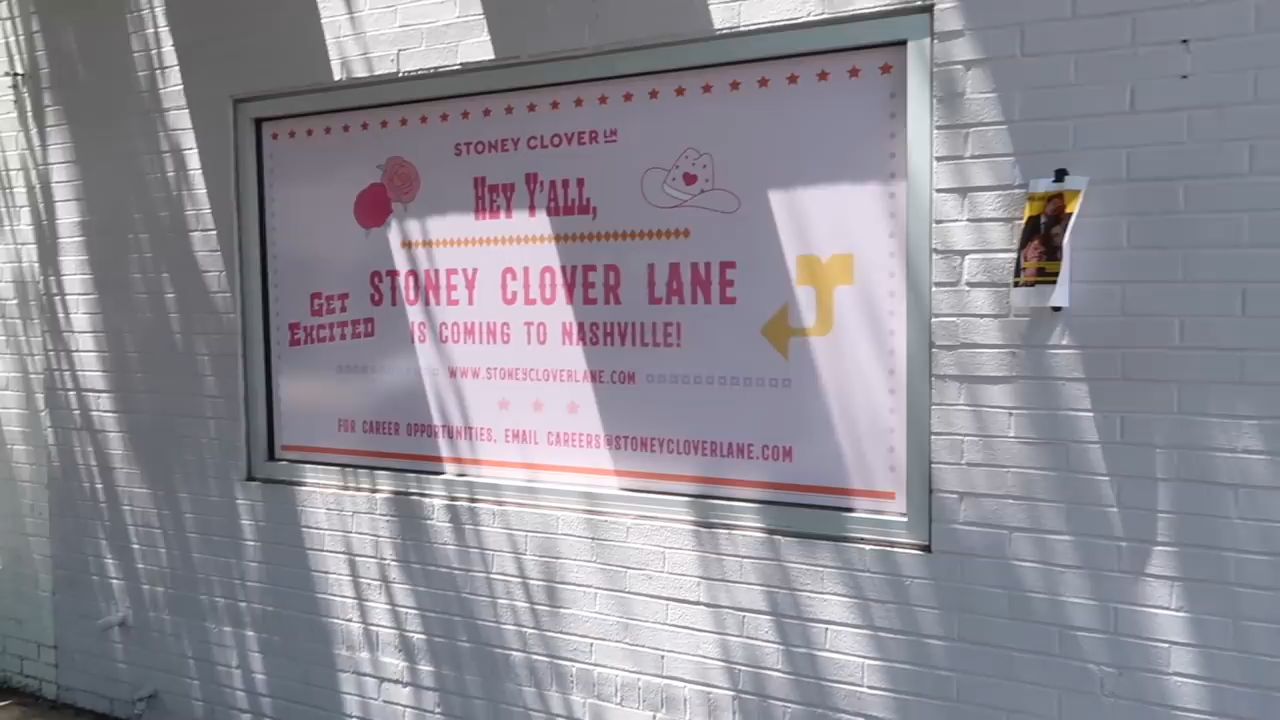 STONEY CLOVER LN
HEY Y'ALL,
GET
EXCITED
STONEY CLOVER LANE
IS COMING TO NASHVILLE!
WWW.STONEYCLOVERLANE.COM
FOR CAREER OPPORTUNITIES, EMAIL CAREERS@STONEYCLOVERLANE.COM